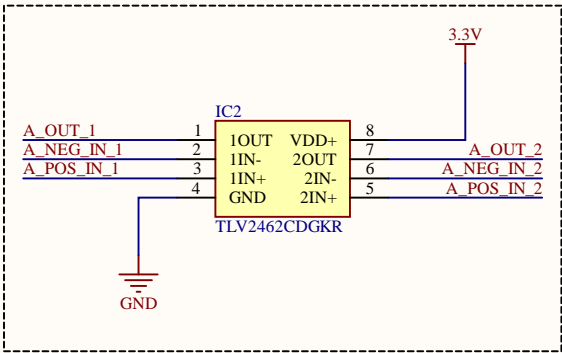 3.3V
IC2
A_OUT_1 1 1OUT VDD+ 8
A_NEG_IN_1 2 1IN- 2OUT 7 A_OUT_2
A_POS_IN_1 3 1IN+ 2IN- 6 A_NEG_IN_2
4 GND 2IN+ 5 A_POS_IN_2
TLV2462CDGKR
GND